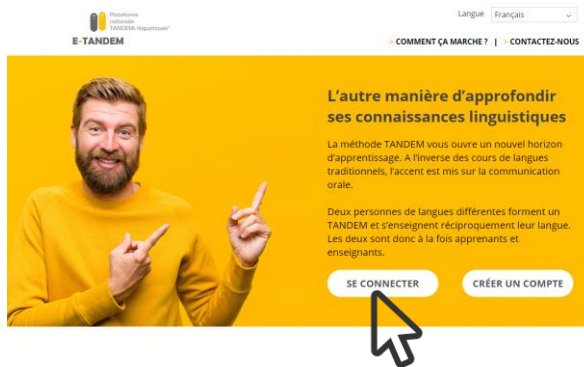 Plateforme
nationale
TANDEMs linguistiques
E-TANDEM
Langue Français
> COMMENT ÇA MARCHE ? | > CONTACTEZ-NOUS
L'autre manière d'approfondir
ses connaissances linguistiques
La méthode TANDEM vous ouvre un nouvel horizon
d'apprentissage. A l'inverse des cours de langues
traditionnels, l'accent est mis sur la communication
orale.
Deux personnes de langues différentes forment un
TANDEM et s'enseignent réciproquement leur langue.
Les deux sont donc à la fois apprenants et
enseignants.
SE CONNECTER CRÉER UN COMPTE